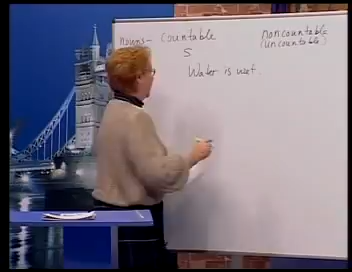 nouns – countable
noncountable
(uncountable)
S
Water is wet.